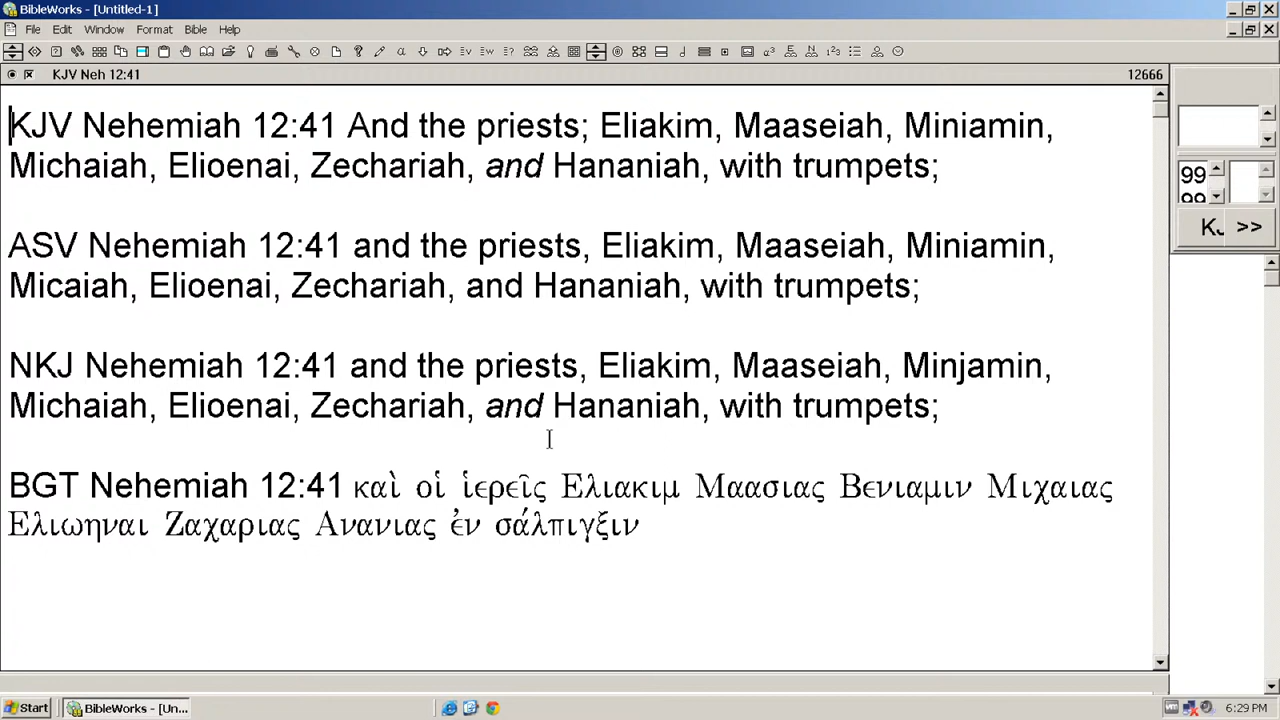 BibleWorks - [Untitled-1]
File Edit Window Format Bible Help
KJV Neh 12:41 12666
KJV Nehemiah 12:41 And the priests; Eliakim, Maaseiah, Miniamin,
Michaiah, Elioenai, Zechariah, and Hananiah, with trumpets;
ASV Nehemiah 12:41 and the priests, Eliakim, Maaseiah, Miniamin,
Micaiah, Elioenai, Zechariah, and Hananiah, with trumpets;
NKJ Nehemiah 12:41 and the priests, Eliakim, Maaseiah, Minjamin,
Michaiah, Elioenai, Zechariah, and Hananiah, with trumpets;
BGT Nehemiah 12:41 καὶ οἱ ἱερεῖς Ελιακιμ Μαασιας Βενιαμιν Μιχαιας
Ελιωηναι Ζαχαριας Ανανιας ἐν σάλπιγξιν
99
>>
Start BibleWorks - [Un... 6:29 PM